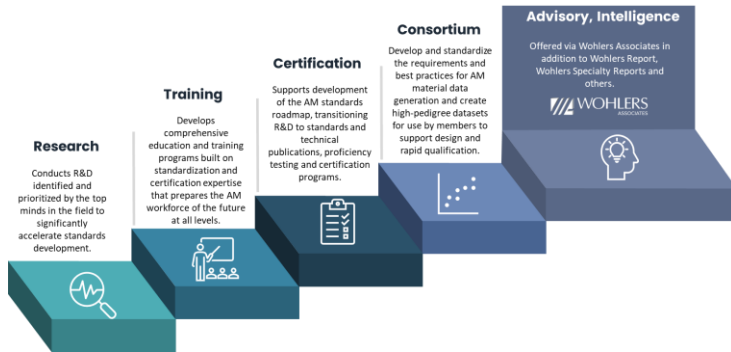 Research
Conducts R&D
identified and
prioritized by the top
minds in the field to
significantly
accelerate standards
development.
Training
Develops
comprehensive
education and training
programs built on
standardization and
certification expertise
that prepares the AM
workforce of the future
at all levels.
Certification
Supports development
of the AM standards
roadmap, transitioning
R&D to standards and
technical
publications, proficiency
testing and certification
programs.
Consortium
Develop and standardize
the requirements and
best practices for AM
material data
generation and create
high-pedigree datasets
for use by members to
support design and
rapid qualification.
Advisory, Intelligence
Offered via Wohlers Associates in
addition to Wohlers Report,
Wohlers Specialty Reports and
others.
WOHLERS
ASSOCIATES